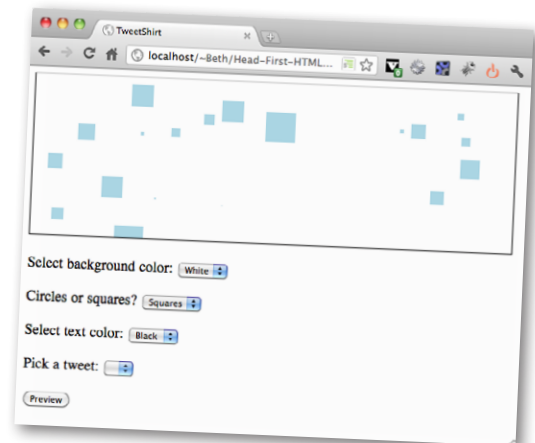 TweetShirt
localhost/~Beth/Head-First-HTML...
Select background color: White
Circles or squares? Squares
Select text color: Black
Pick a tweet:
Preview